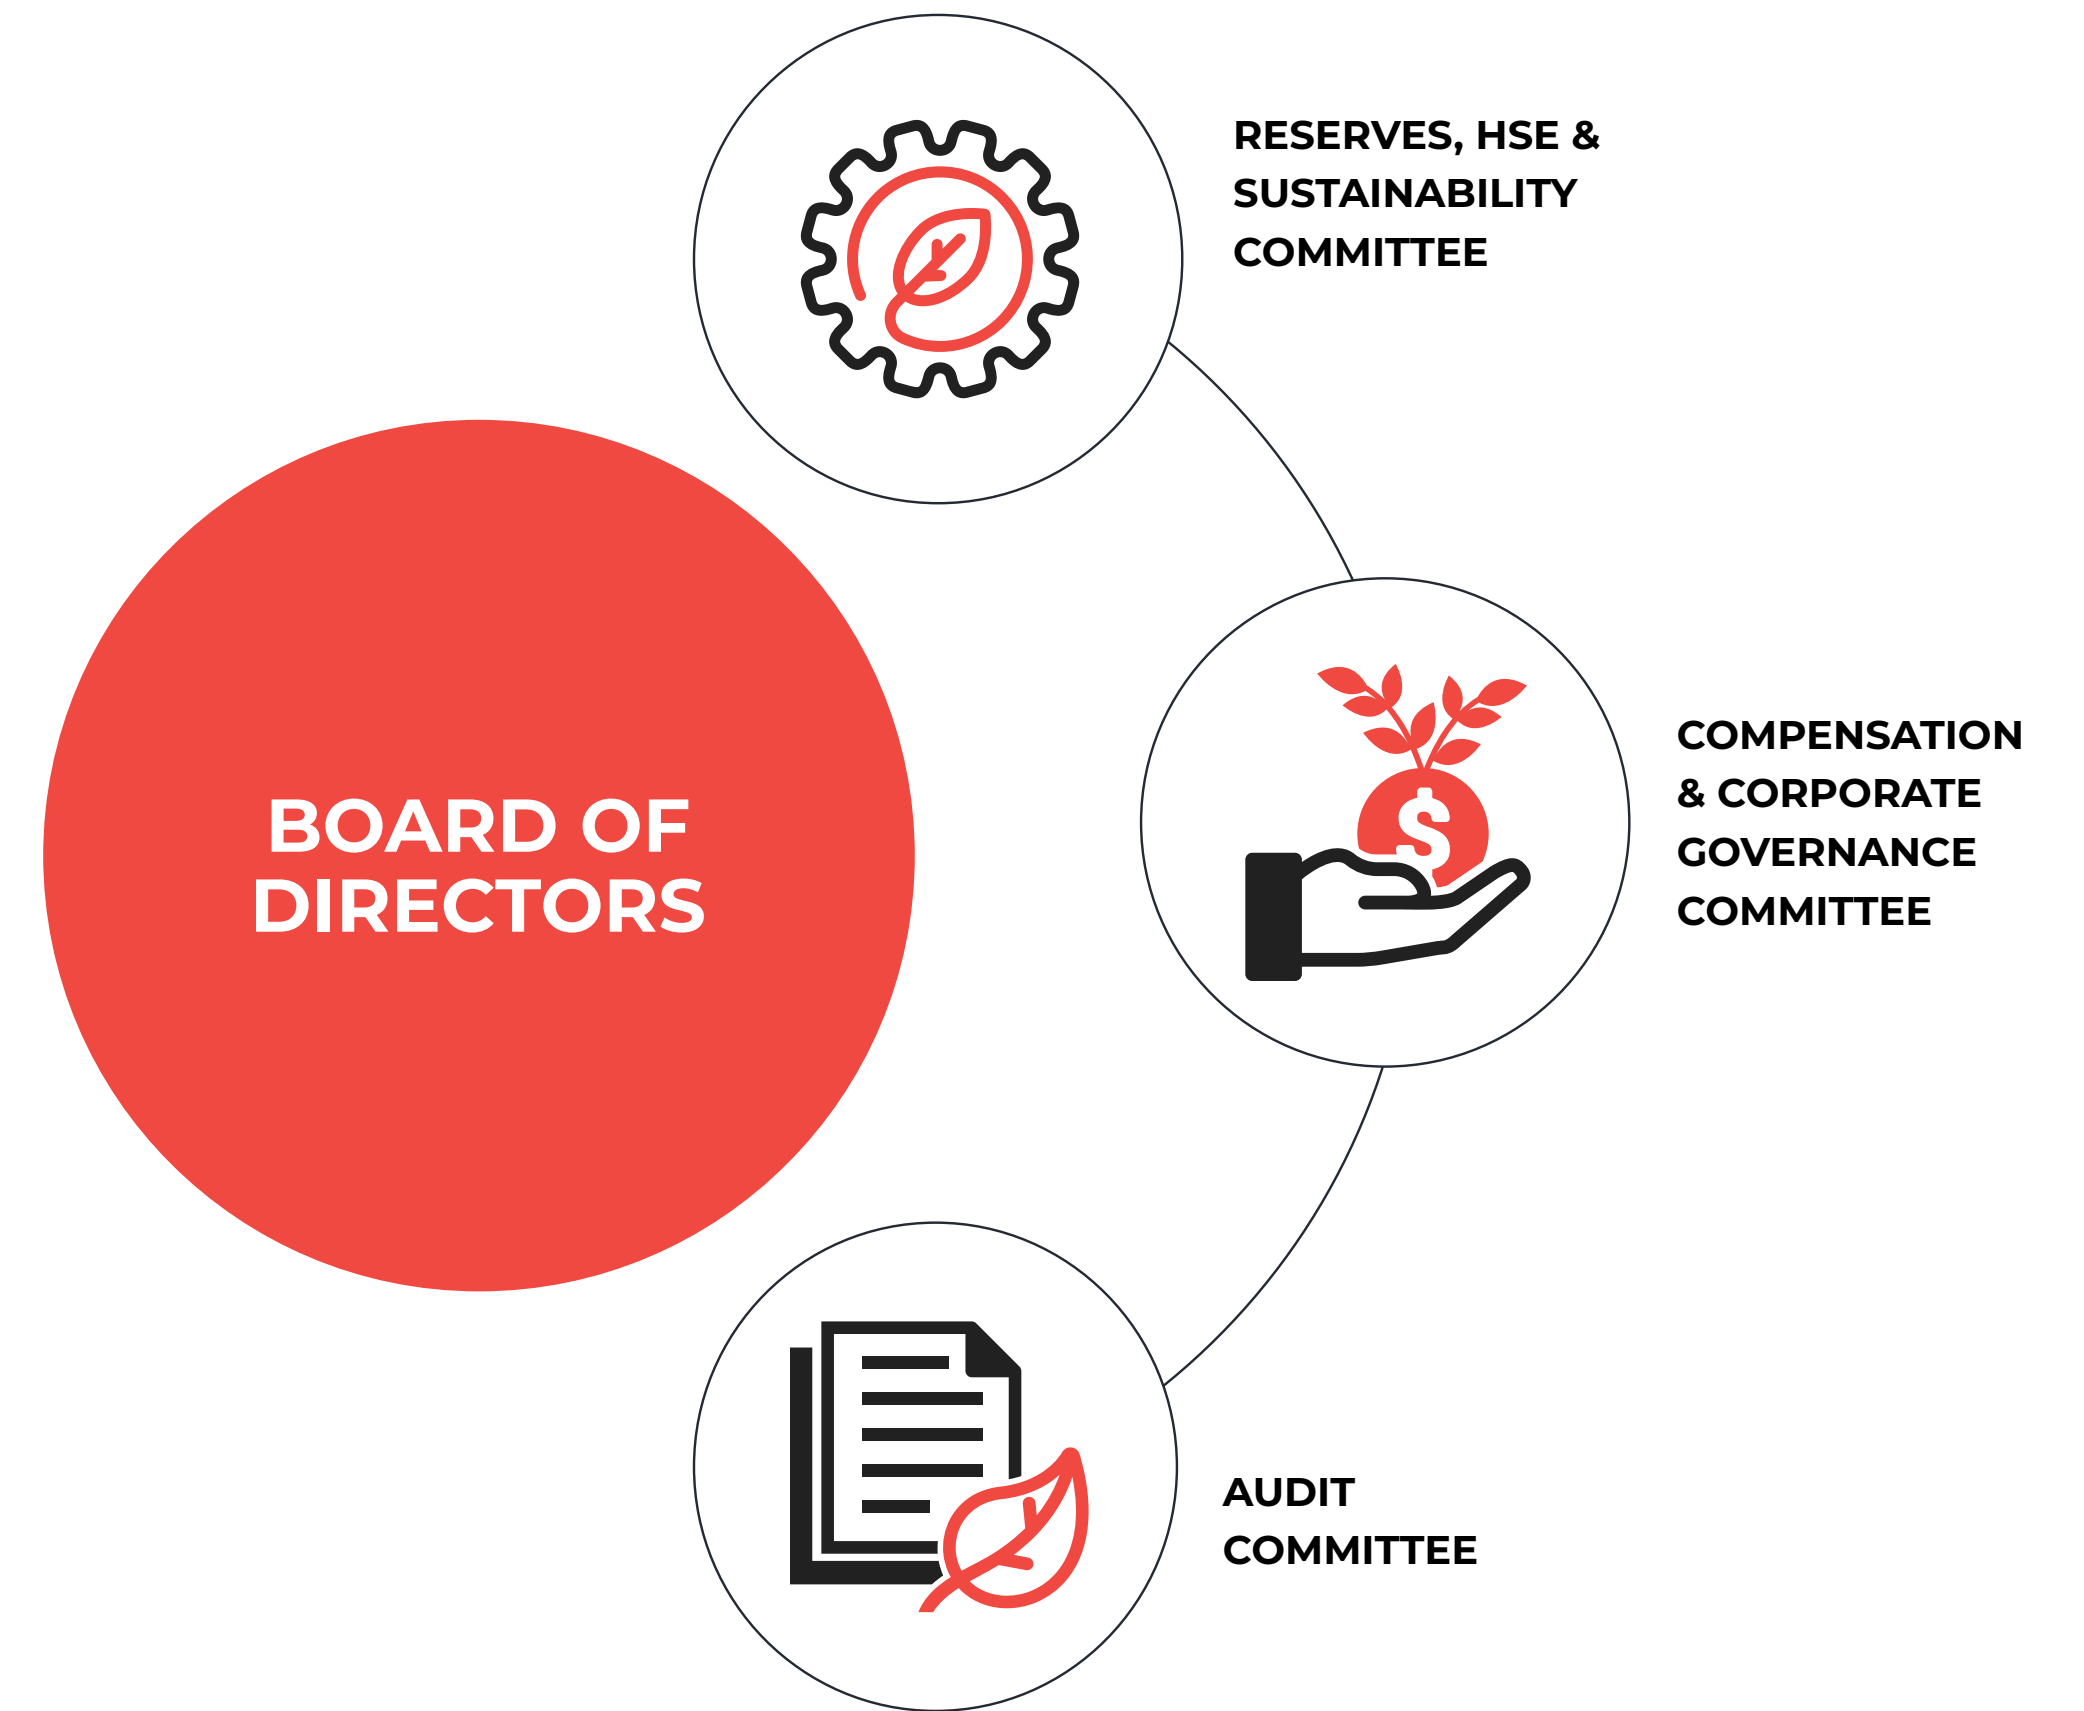 RESERVES, HSE &
SUSTAINABILITY
COMMITTEE
BOARD OF
DIRECTORS
$
COMPENSATION
& CORPORATE
GOVERNANCE
COMMITTEE
AUDIT
COMMITTEE